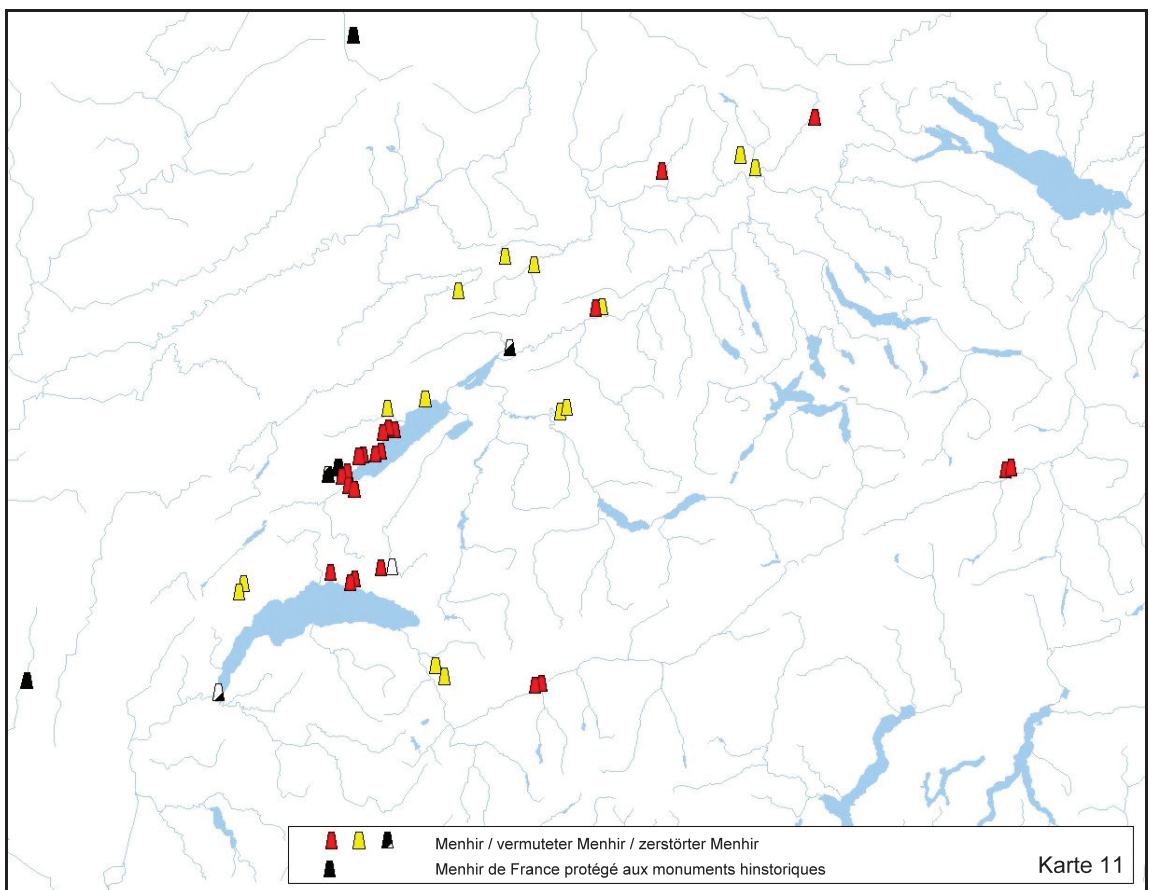 Menhir / vermuteter Menhir / zerstörter Menhir
Menhir de France protégé aux monuments hinstoriques
Karte 11